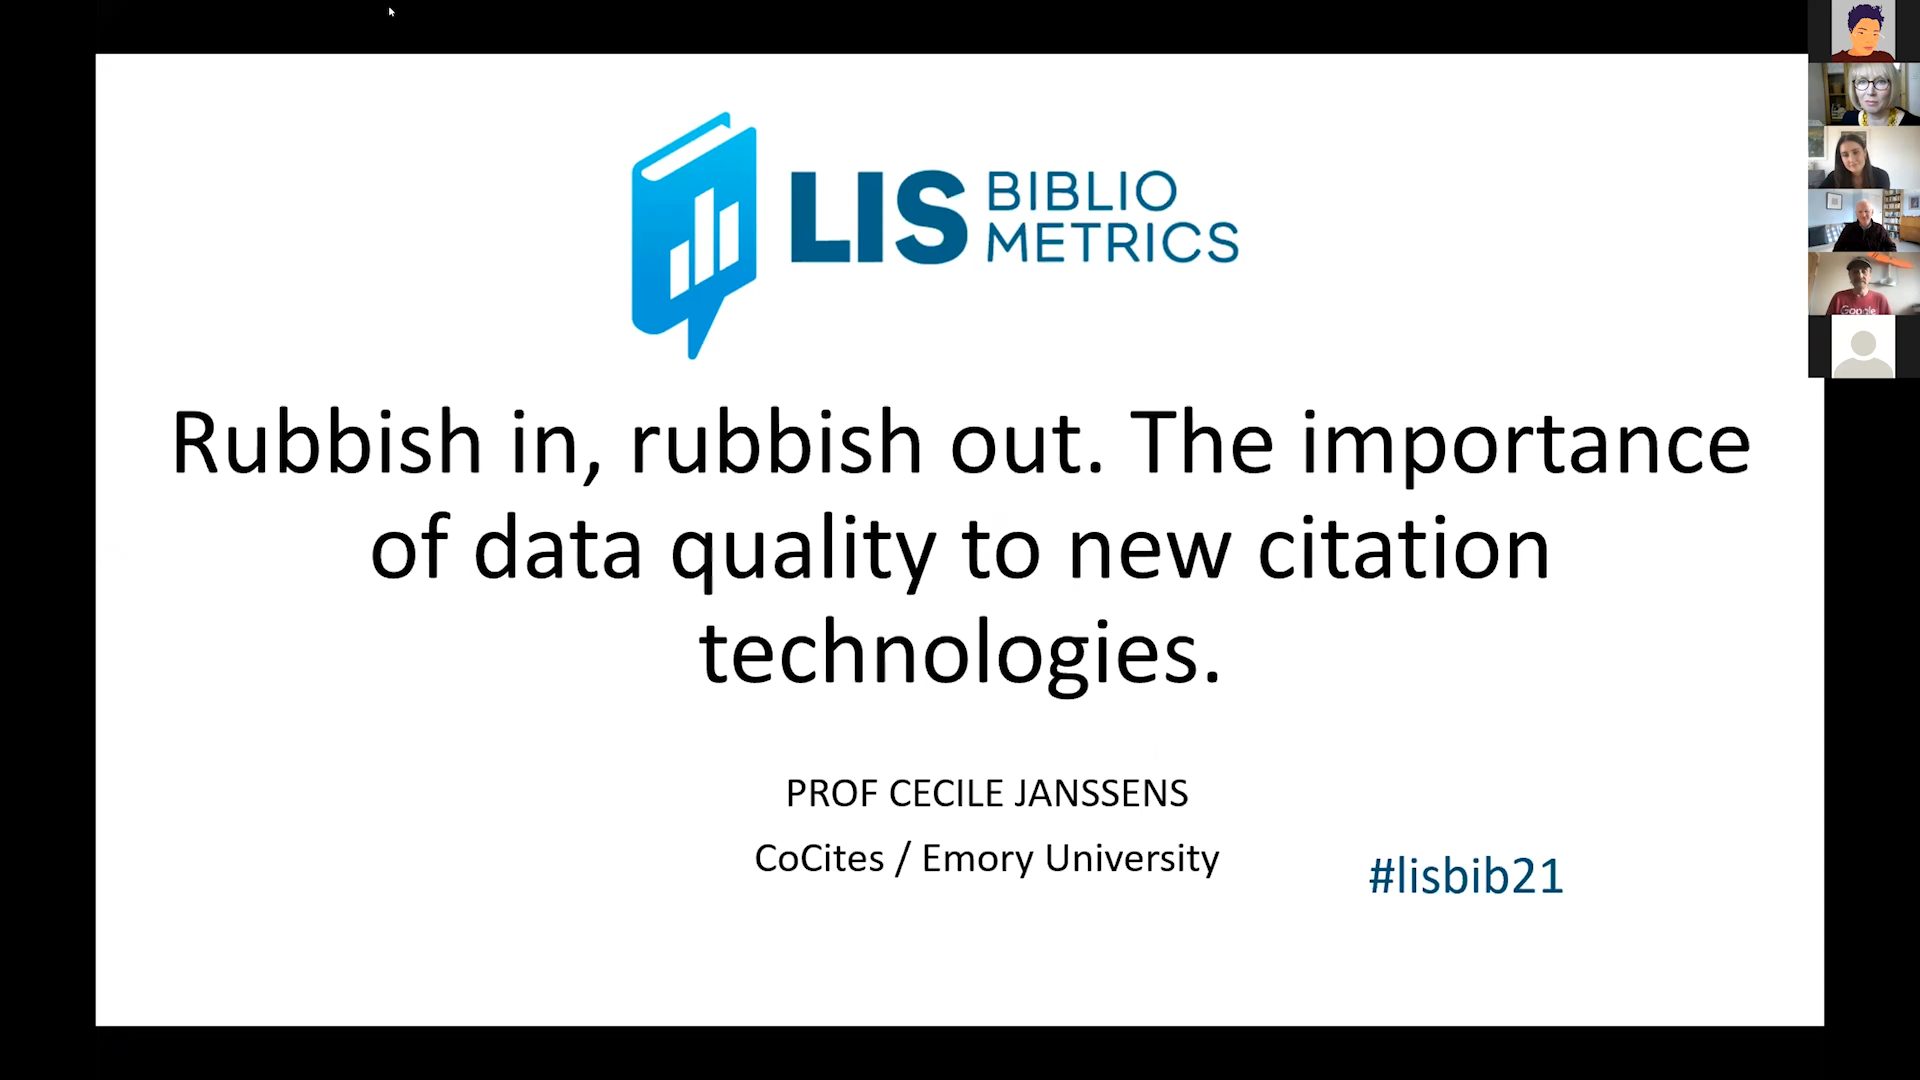 LIS BIBLIO
METRICS
Rubbish in, rubbish out. The importance
of data quality to new citation
technologies.
PROF CECILE JANSSENS
CoCites / Emory University
#lisbib21
Google